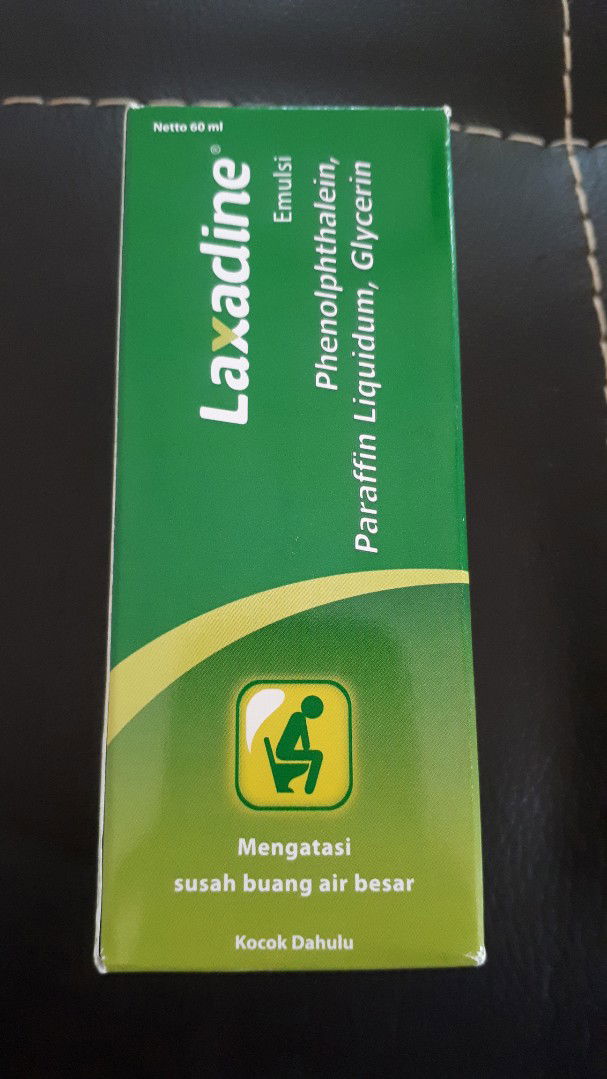 Netto 60 ml
Laxadine®
Emulsi
Phenolphthalein,
Paraffin Liquidum, Glycerin
Mengatasi
susah buang air besar
Kocok Dahulu